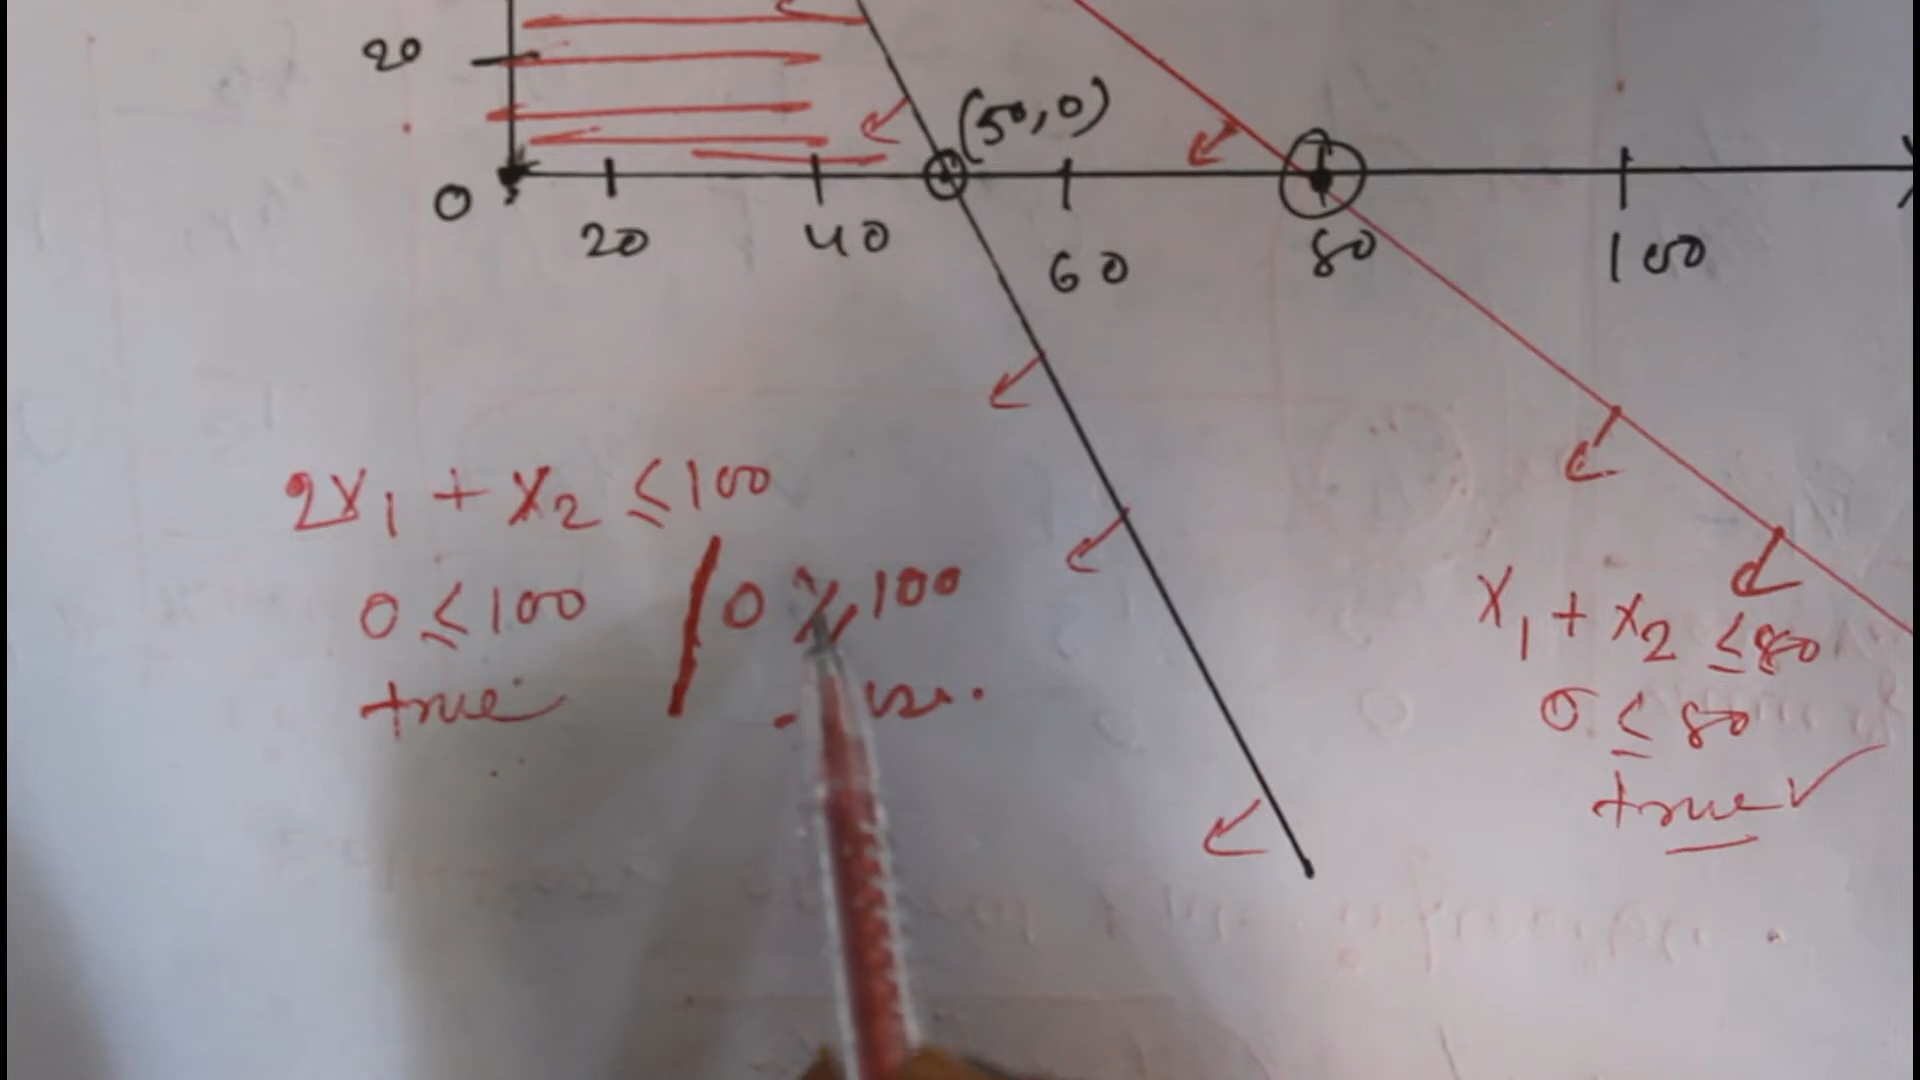 20
(50,0)
0
20 40 60 80 100
2X₁ + X₂ ≤ 100
0 ≤ 100 / 0 ≥ 100
true
X₁ + X₂ ≤ 80
0 ≤ 80
true ✓